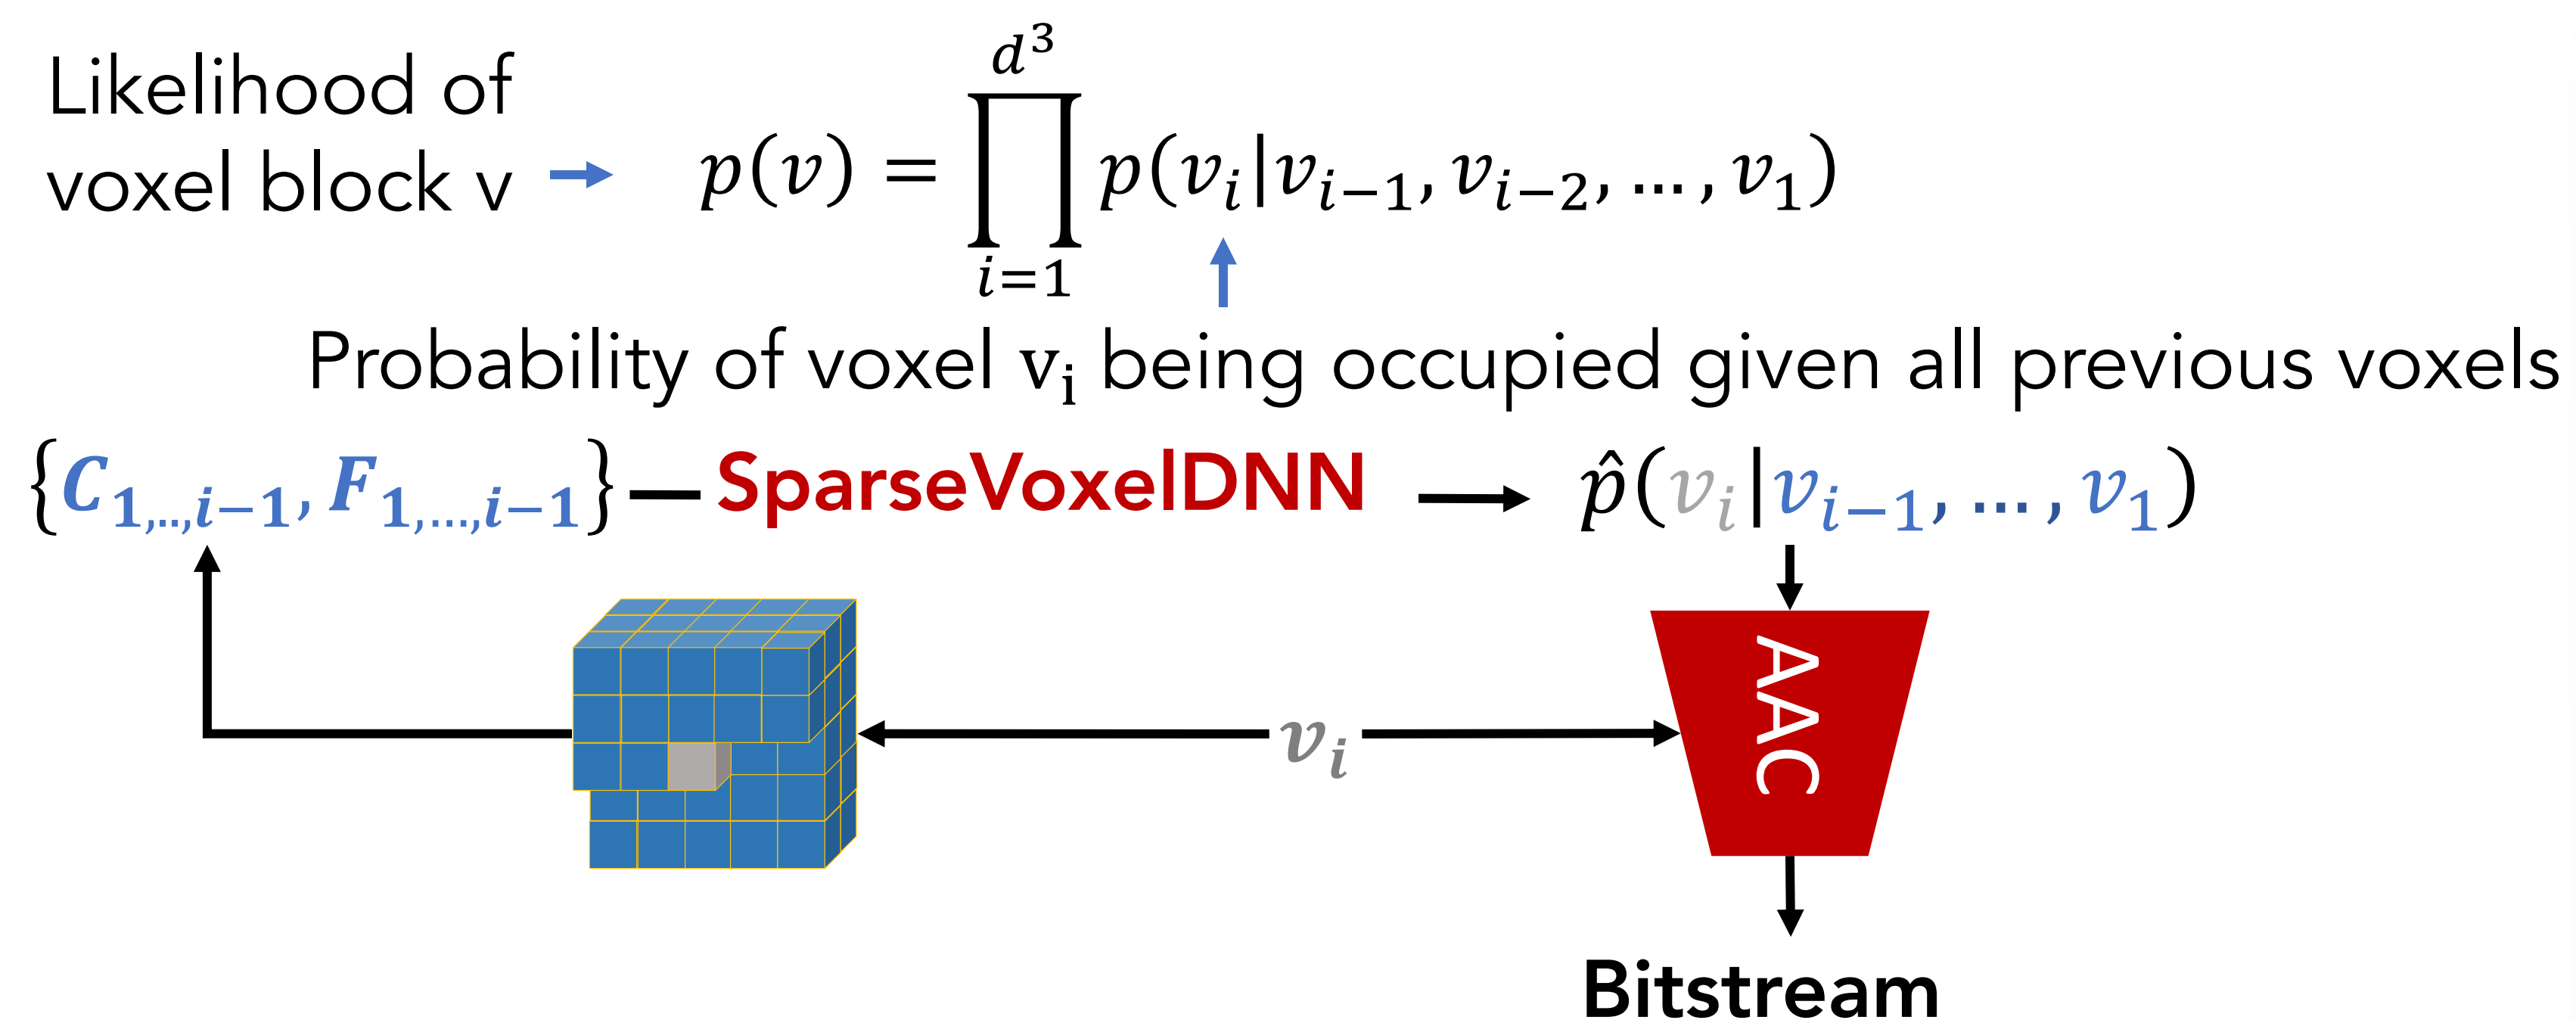 Likelihood of
voxel block v → p(v) = ∏_{i=1}^{d^3} p(v_i|v_{i−1}, v_{i−2}, ..., v_1)
Probability of voxel v_i being occupied given all previous voxels
{C_{1,..,i−1}, F_{1,...,i−1}} — SparseVoxelDNN → p̂(v_i|v_{i−1}, ..., v_1)
v_i
AAC
Bitstream